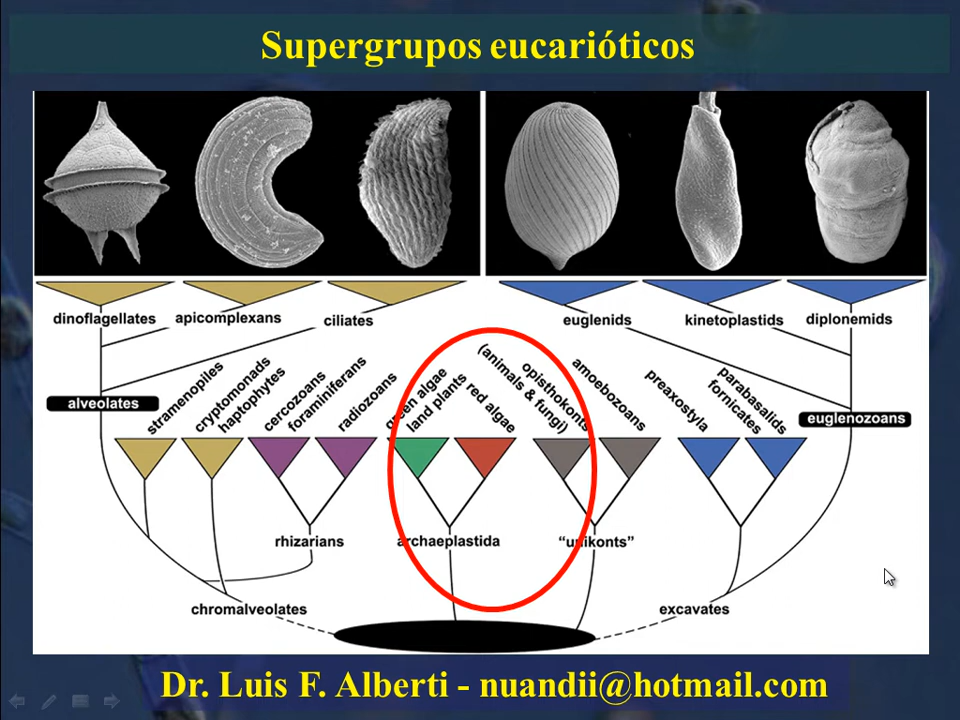 Supergrupos eucarióticos
dinoflagellates
apicomplexans
ciliates
euglenids
kinetoplastids
diplonemids
alveolates
stramenopiles
cryptomonads
haptophytes
cercozoans
foraminiferans
radiozoans
green algae
land plants
red algae
(animals & fungi)
opisthokonts
amoebozoans
preaxostyla
parabasalids
fornicates
euglenozoans
rhizarians
archaeplastida
“unikonts”
chromalveolates
excavates
Dr. Luis F. Alberti - nuandii@hotmail.com